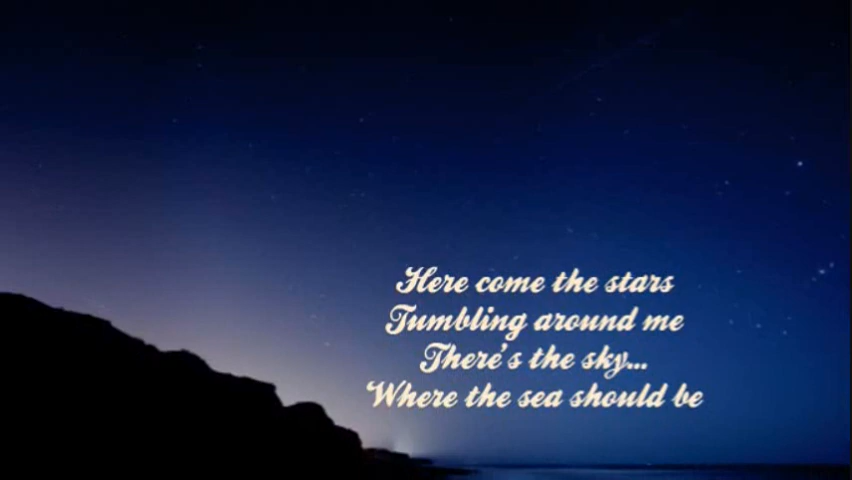 Here come the stars
Tumbling around me
There's the sky...
Where the sea should be